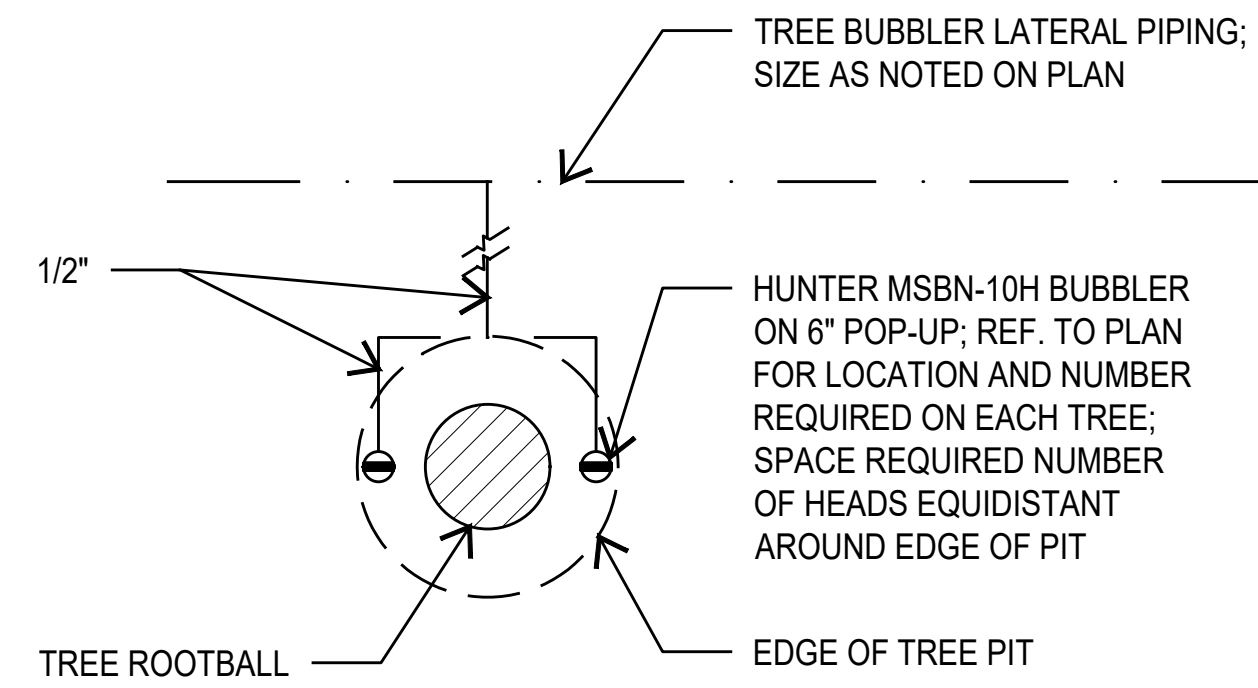 TREE BUBBLER LATERAL PIPING;
SIZE AS NOTED ON PLAN
1/2"
HUNTER MSBN-10H BUBBLER
ON 6" POP-UP; REF. TO PLAN
FOR LOCATION AND NUMBER
REQUIRED ON EACH TREE;
SPACE REQUIRED NUMBER
OF HEADS EQUIDISTANT
AROUND EDGE OF PIT
TREE ROOTBALL
EDGE OF TREE PIT